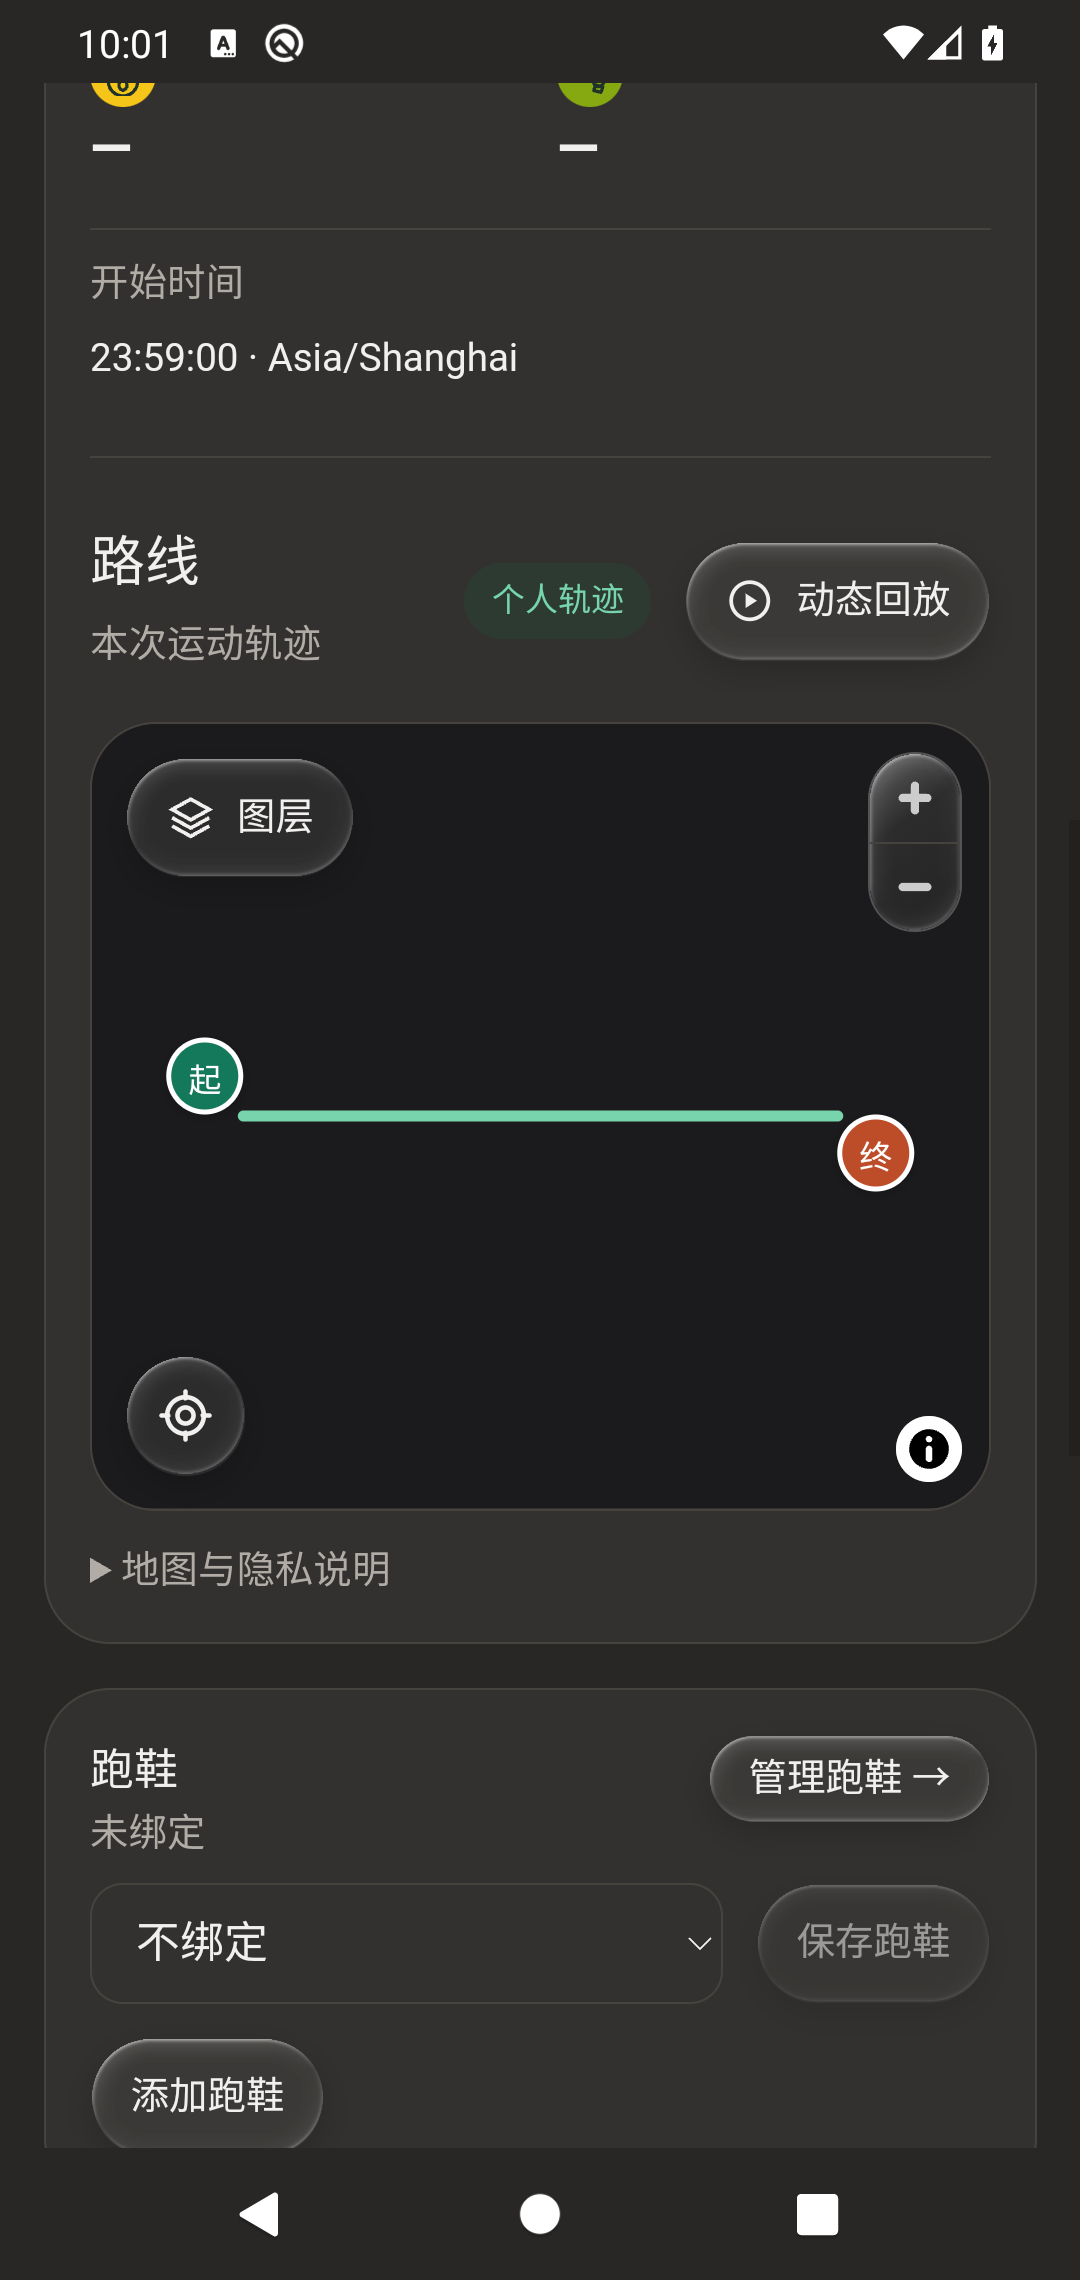 10:01
—
—
开始时间
23:59:00 · Asia/Shanghai
路线
本次运动轨迹
个人轨迹
动态回放
图层
+
−
起
终
地图与隐私说明
跑鞋
未绑定
管理跑鞋 →
不绑定
保存跑鞋
添加跑鞋